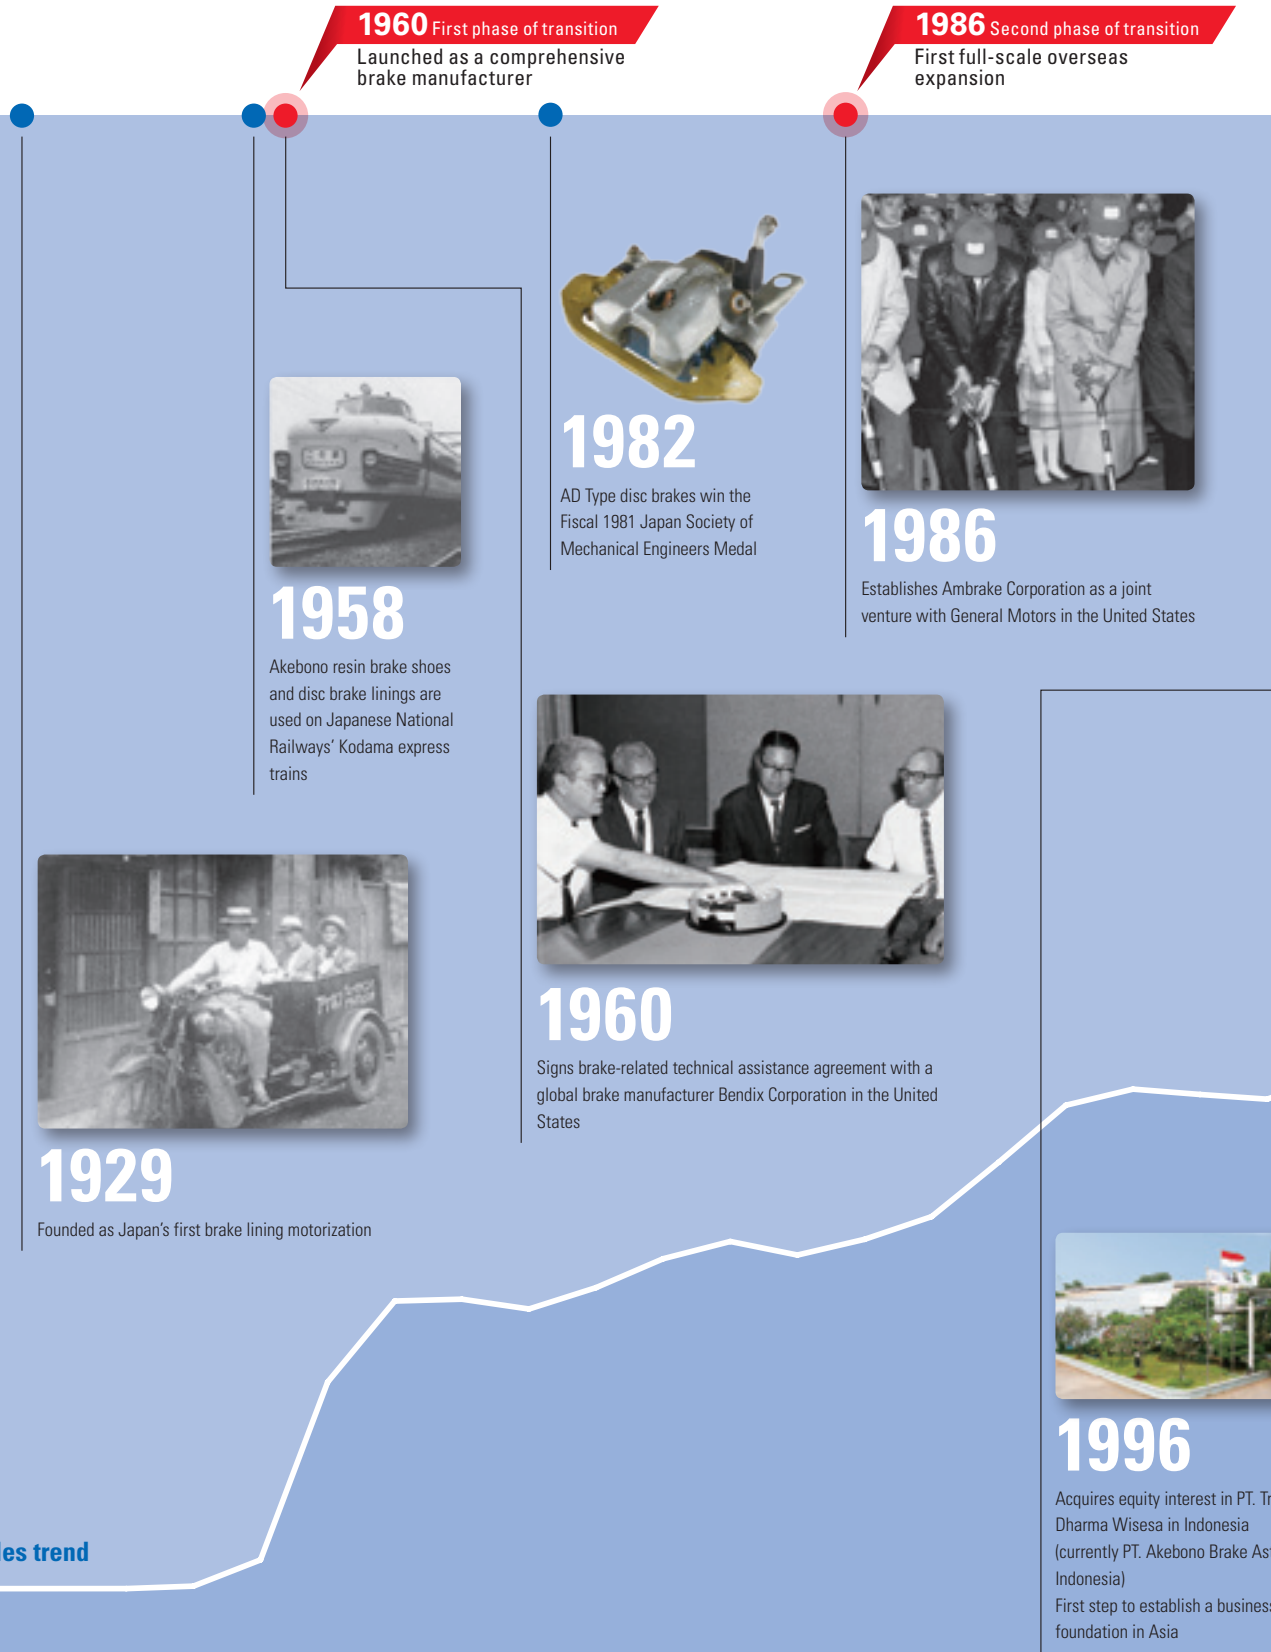 1960 First phase of transition
Launched as a comprehensive
brake manufacturer
1986 Second phase of transition
First full-scale overseas
expansion
1982
AD Type disc brakes win the
Fiscal 1981 Japan Society of
Mechanical Engineers Medal
1986
Establishes Ambrake Corporation as a joint
venture with General Motors in the United States
1958
Akebono resin brake shoes
and disc brake linings are
used on Japanese National
Railways’ Kodama express
trains
1960
Signs brake-related technical assistance agreement with a
global brake manufacturer Bendix Corporation in the United
States
1929
Founded as Japan’s first brake lining motorization
1996
Acquires equity interest in PT. Tr
Dharma Wisesa in Indonesia
(currently PT. Akebono Brake Ast
Indonesia)
First step to establish a business
foundation in Asia
les trend